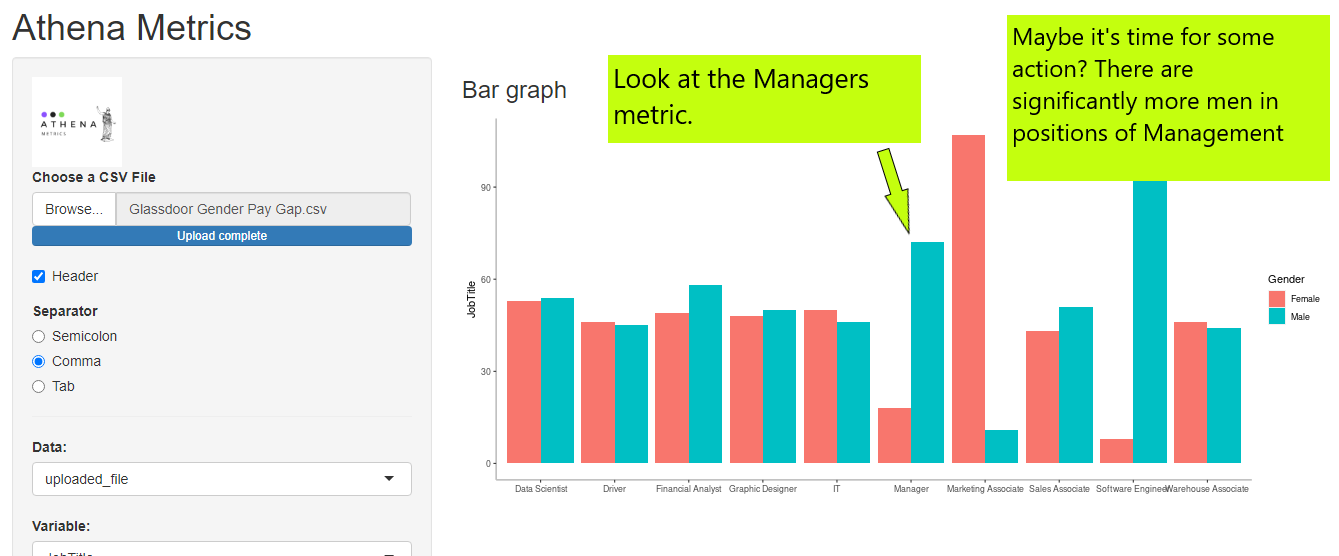 Athena Metrics
ATHENA
METRICS
Choose a CSV File
Browse... Glassdoor Gender Pay Gap.csv
Upload complete
Header
Separator
Semicolon
Comma
Tab
Data:
uploaded_file
Variable:
JobTitle
Bar graph
Look at the Managers
metric.
Maybe it's time for some
action? There are
significantly more men in
positions of Management
90
60
30
0
JobTitle
Data Scientist Driver Financial Analyst Graphic Designer IT Manager Marketing Associate Sales Associate Software Engineer Warehouse Associate
Gender
Female
Male